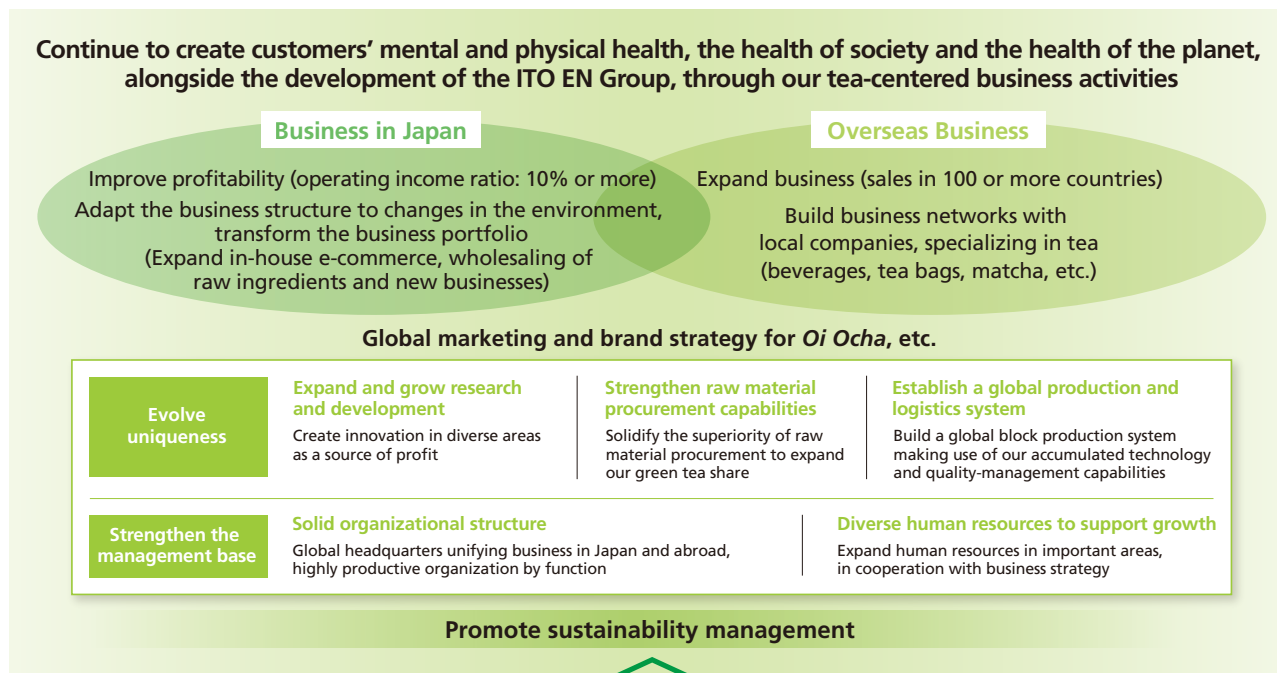 Continue to create customers’ mental and physical health, the health of society and the health of the planet,
alongside the development of the ITO EN Group, through our tea-centered business activities
Business in Japan
Improve profitability (operating income ratio: 10% or more)
Adapt the business structure to changes in the environment,
transform the business portfolio
(Expand in-house e-commerce, wholesaling of
raw ingredients and new businesses)
Overseas Business
Expand business (sales in 100 or more countries)
Build business networks with
local companies, specializing in tea
(beverages, tea bags, matcha, etc.)
Global marketing and brand strategy for Oi Ocha, etc.
Evolve
uniqueness
Expand and grow research
and development
Create innovation in diverse areas
as a source of profit
Strengthen raw material
procurement capabilities
Solidify the superiority of raw
material procurement to expand
our green tea share
Establish a global production and
logistics system
Build a global block production system
making use of our accumulated technology
and quality-management capabilities
Strengthen the
management base
Solid organizational structure
Global headquarters unifying business in Japan and abroad,
highly productive organization by function
Diverse human resources to support growth
Expand human resources in important areas,
in cooperation with business strategy
Promote sustainability management